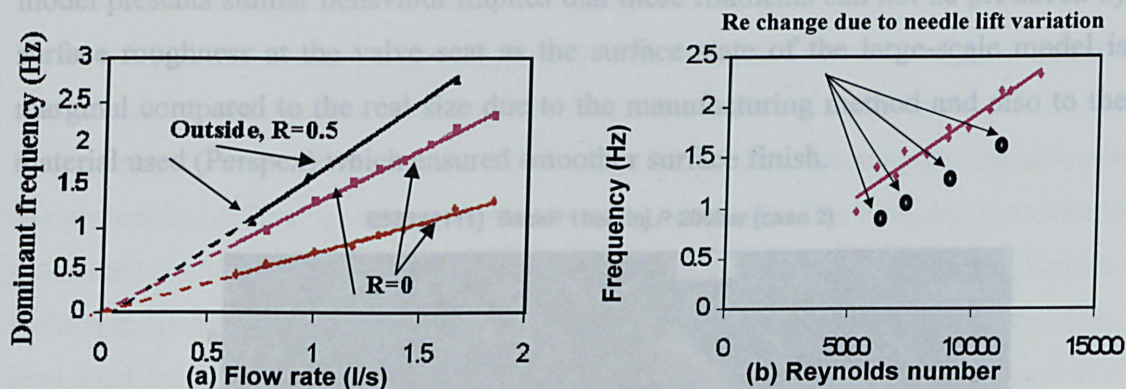 model presents similar behaviour implies that these filaments can not be produced by
surface roughness at the valve seat as the surface state of the large-scale model is
marginal compared to the real size due to the manufacturing method and also to the
material used which ensured smoother surface finish.
Dominant frequency (Hz)
3
2.5
2
1.5
1
0.5
0
Outside, R=0.5
R=0
0
0.5
1
1.5
2
(a) Flow rate (l/s)
Re change due to needle lift variation
Frequency (Hz)
2.5
2
1.5
1
0.5
0
0
5000
10000
15000
(b) Reynolds number